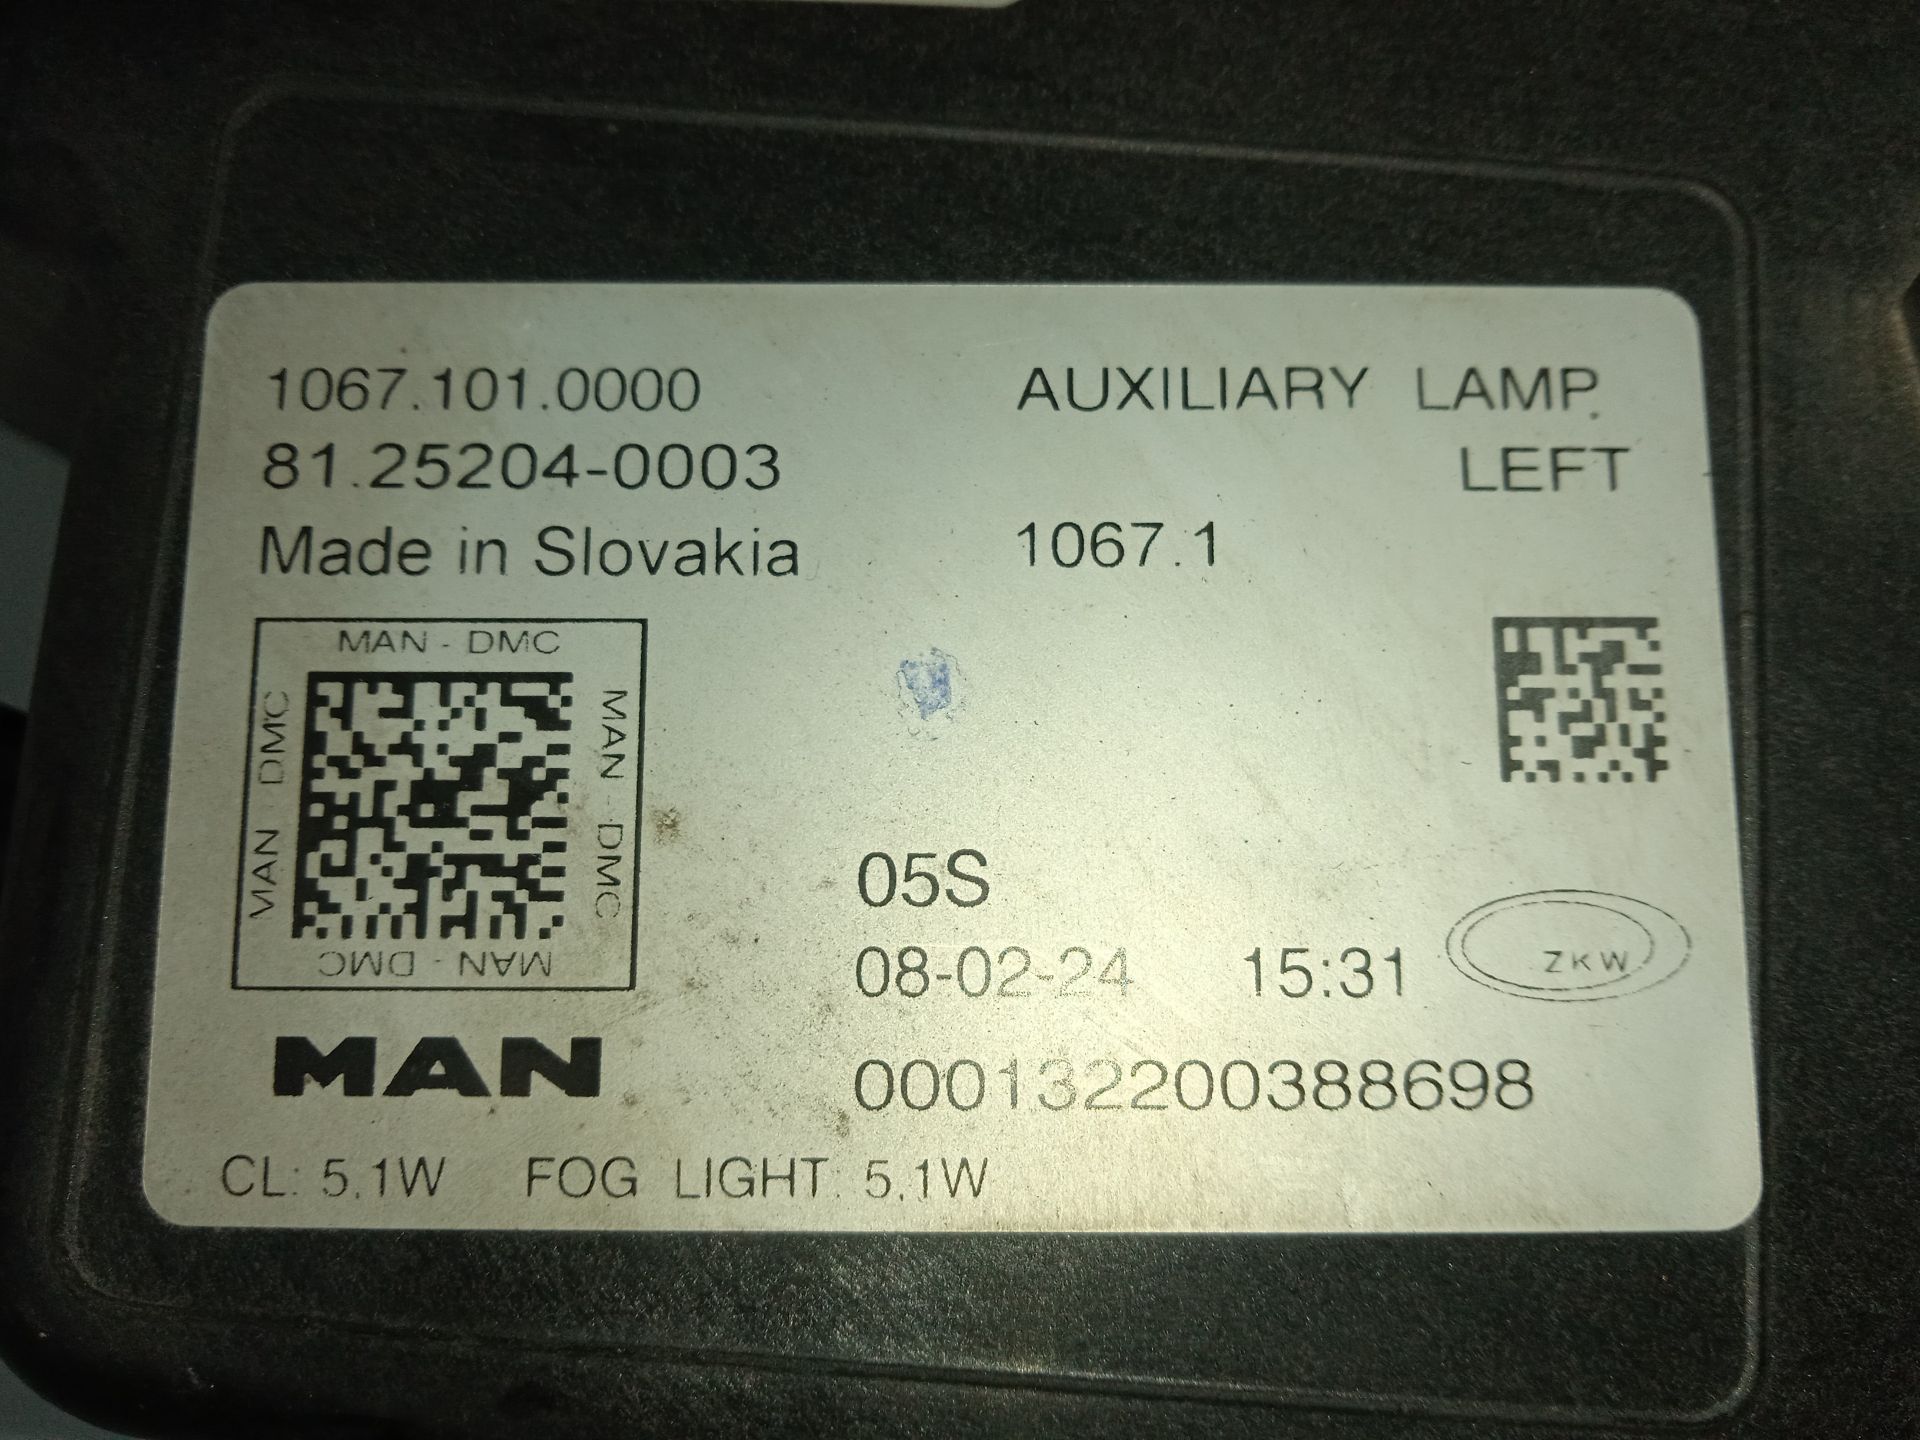 1067.101.0000 AUXILIARY LAMP.
81.25204-0003 LEFT
Made in Slovakia 1067.1
MAN - DMC
MAN - DMC
MAN - DMC
MAN - DMC
05S
08-02-24 15:31
ZKW
MAN
000132200388698
CL: 5,1W FOG LIGHT: 5,1W